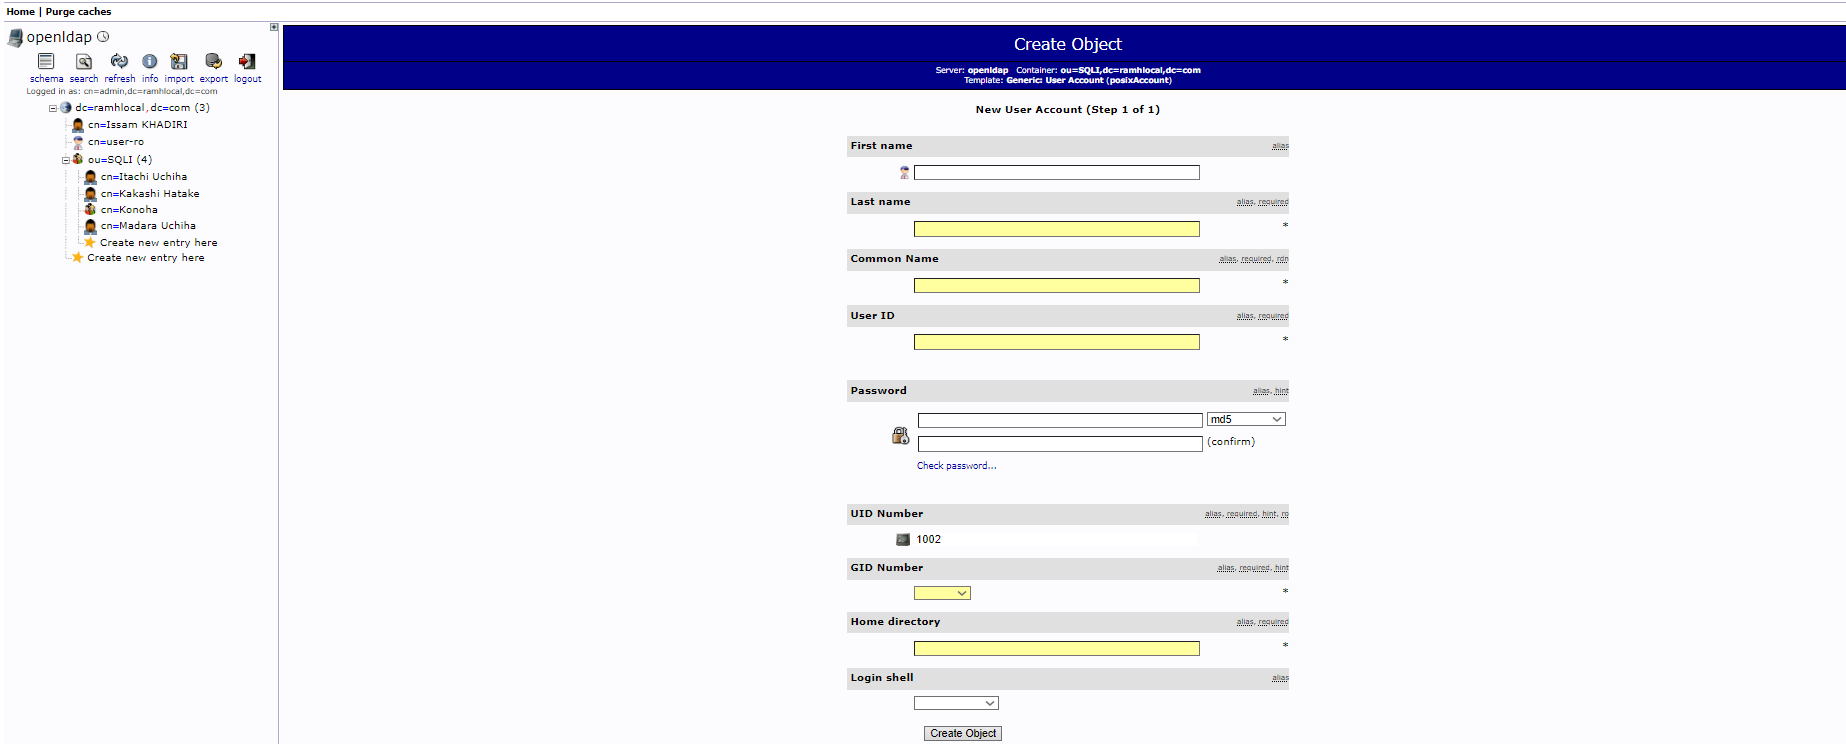 Home | Purge caches
openldap
schema search refresh info import export logout
Logged in as: cn=admin,dc=ramhlocal,dc=com
dc=ramhlocal,dc=com (3)
cn=Issam KHADIRI
cn=user-ro
ou=SQLI (4)
cn=Itachi Uchiha
cn=Kakashi Hatake
cn=Konoha
cn=Madara Uchiha
Create new entry here
Create new entry here
Create Object
Server: openldap Container: ou=SQLI,dc=ramhlocal,dc=com
Template: Generic: User Account (posixAccount)
New User Account (Step 1 of 1)
First name alias
Last name alias, required
*
Common Name alias, required, rdn
*
User ID alias, required
*
Password alias, hint
md5
(confirm)
Check password...
UID Number alias, required, hint, ro
1002
GID Number alias, required, hint
*
Home directory alias, required
*
Login shell alias
Create Object